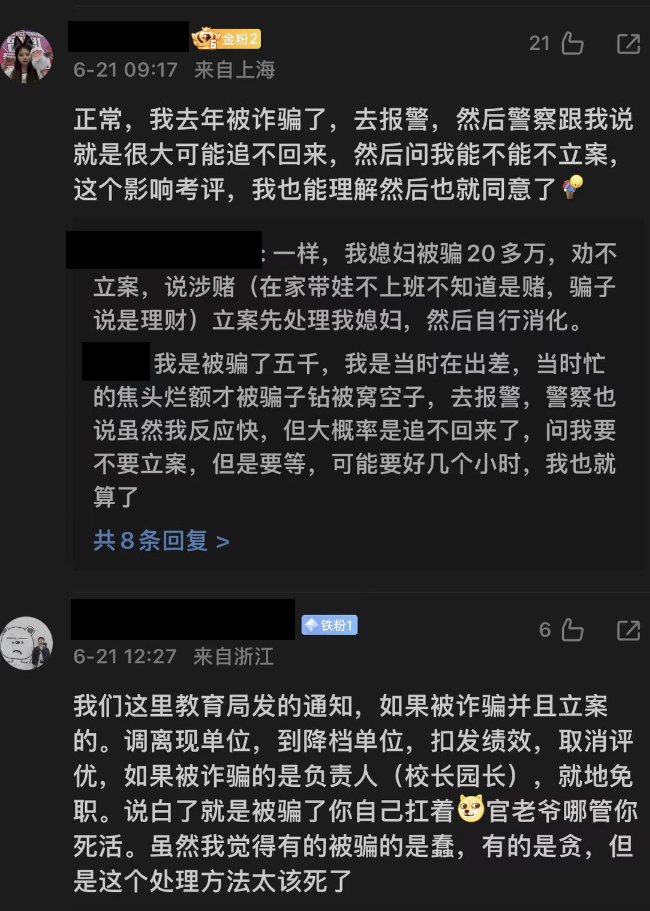 金粉2
21
6-21 09:17 来自上海
正常，我去年被诈骗了，去报警，然后警察跟我说
就是很大可能追不回来，然后问我能不能不立案，
这个影响考评，我也能理解然后也就同意了
: 一样，我媳妇被骗20多万，劝不
立案，说涉赌（在家带娃不上班不知道是赌，骗子
说是理财）立案先处理我媳妇，然后自行消化。
我是被骗了五千，我是当时在出差，当时忙
的焦头烂额才被骗子钻被窝空子，去报警，警察也
说虽然我反应快，但大概率是追不回来了，问我要
不要立案，但是要等，可能要好几个小时，我也就
算了
共8条回复 >
铁粉1
6
6-21 12:27 来自浙江
我们这里教育局发的通知，如果被诈骗并且立案
的。调离现单位，到降档单位，扣发绩效，取消评
优，如果被诈骗的是负责人（校长园长），就地免
职。说白了就是被骗了你自己扛着官老爷哪管你
死活。虽然我觉得有的被骗的是蠢，有的是贪，但
是这个处理方法太该死了